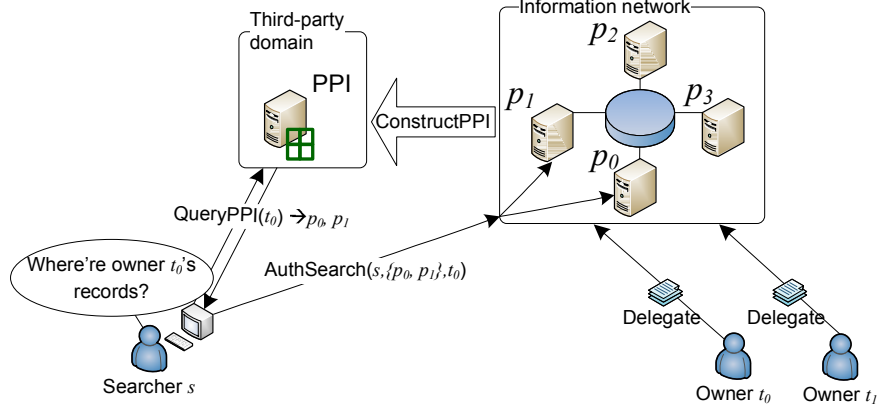 Third-party
domain
PPI
Information network
p2
p1
p3
p0
ConstructPPI
QueryPPI(t0) →p0, p1
Where're owner t0's
records?
AuthSearch(s,{p0, p1},t0)
Delegate
Delegate
Searcher s
Owner t0
Owner t1